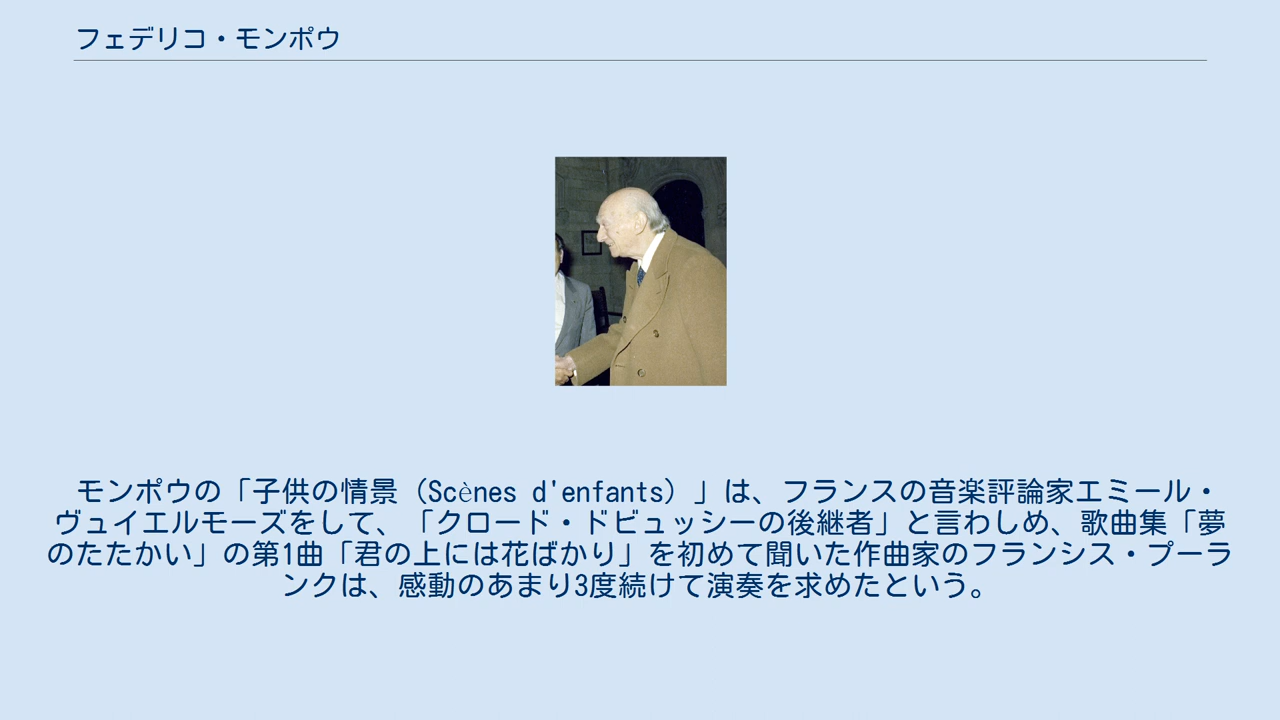 フェデリコ・モンポウ
モンポウの「子供の情景（Scènes d'enfants）」は、フランスの音楽評論家エミール・
ヴュイエルモーズをして、「クロード・ドビュッシーの後継者」と言わしめ、歌曲集「夢
のたたかい」の第1曲「君の上には花ばかり」を初めて聞いた作曲家のフランシス・プーラ
ンクは、感動のあまり3度続けて演奏を求めたという。